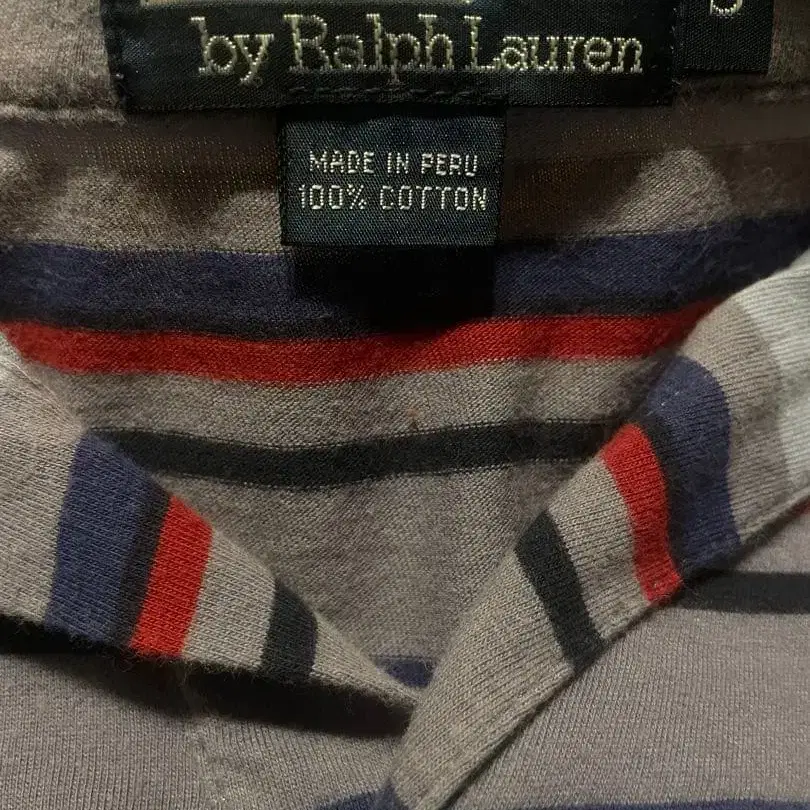 by Ralph Lauren
MADE IN PERU
100% COTTON